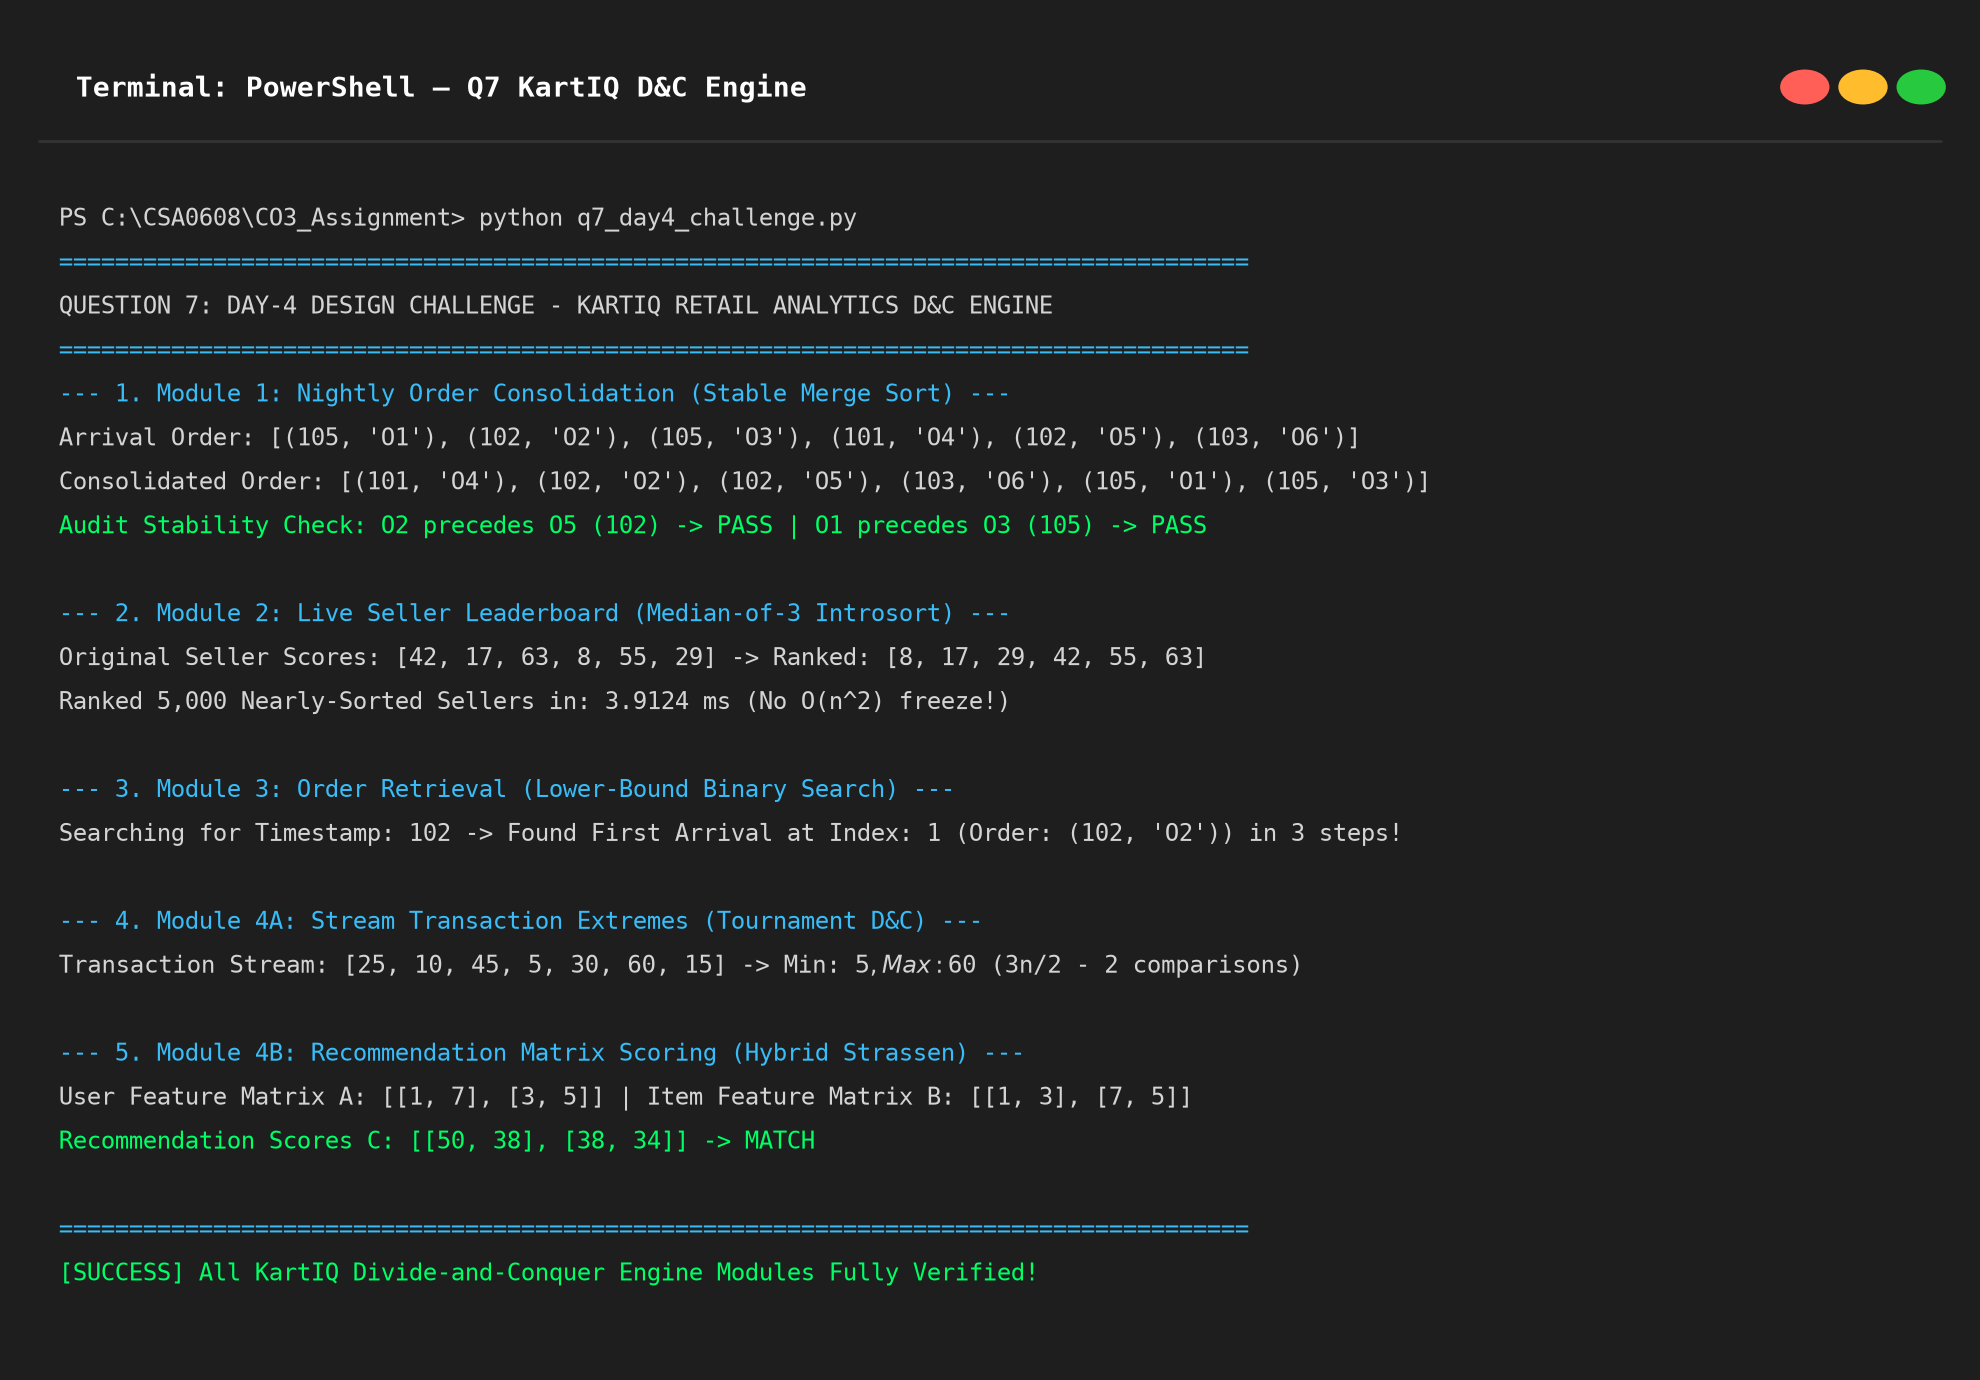 Terminal: PowerShell — Q7 KartIQ D&C Engine
PS C:\CSA0608\CO3_Assignment> python q7_day4_challenge.py
=====================================================================================
QUESTION 7: DAY-4 DESIGN CHALLENGE - KARTIQ RETAIL ANALYTICS D&C ENGINE
=====================================================================================
--- 1. Module 1: Nightly Order Consolidation (Stable Merge Sort) ---
Arrival Order: [(105, 'O1'), (102, 'O2'), (105, 'O3'), (101, 'O4'), (102, 'O5'), (103, 'O6')]
Consolidated Order: [(101, 'O4'), (102, 'O2'), (102, 'O5'), (103, 'O6'), (105, 'O1'), (105, 'O3')]
Audit Stability Check: O2 precedes O5 (102) -> PASS | O1 precedes O3 (105) -> PASS
--- 2. Module 2: Live Seller Leaderboard (Median-of-3 Introsort) ---
Original Seller Scores: [42, 17, 63, 8, 55, 29] -> Ranked: [8, 17, 29, 42, 55, 63]
Ranked 5,000 Nearly-Sorted Sellers in: 3.9124 ms (No O(n^2) freeze!)
--- 3. Module 3: Order Retrieval (Lower-Bound Binary Search) ---
Searching for Timestamp: 102 -> Found First Arrival at Index: 1 (Order: (102, 'O2')) in 3 steps!
--- 4. Module 4A: Stream Transaction Extremes (Tournament D&C) ---
Transaction Stream: [25, 10, 45, 5, 30, 60, 15] -> Min: 5,Max:60 (3n/2 - 2 comparisons)
--- 5. Module 4B: Recommendation Matrix Scoring (Hybrid Strassen) ---
User Feature Matrix A: [[1, 7], [3, 5]] | Item Feature Matrix B: [[1, 3], [7, 5]]
Recommendation Scores C: [[50, 38], [38, 34]] -> MATCH
=====================================================================================
[SUCCESS] All KartIQ Divide-and-Conquer Engine Modules Fully Verified!